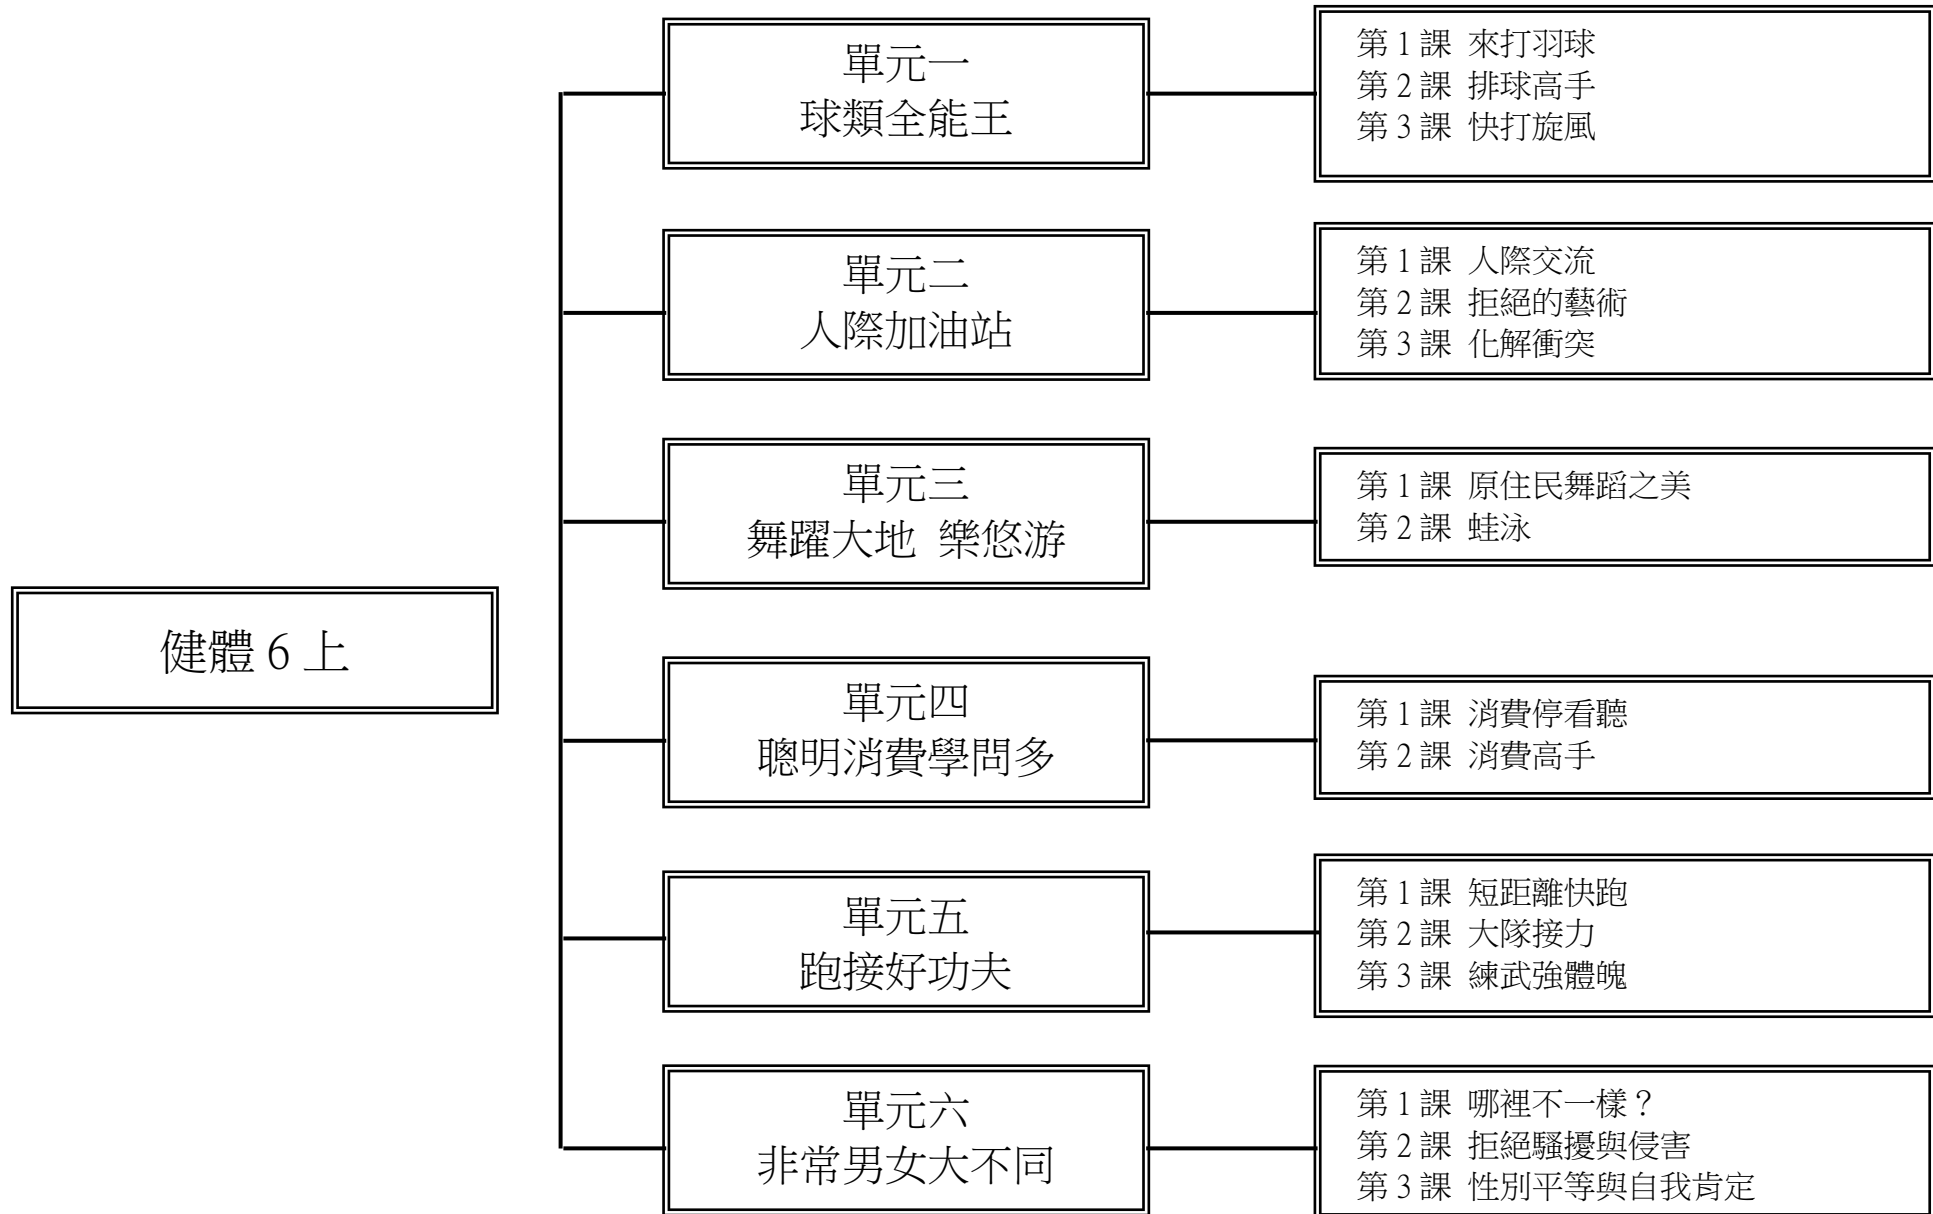 健體 6 上
單元一
球類全能王
第 1 課 來打羽球
第 2 課 排球高手
第 3 課 快打旋風
單元二
人際加油站
第 1 課 人際交流
第 2 課 拒絕的藝術
第 3 課 化解衝突
單元三
舞躍大地 樂悠游
第 1 課 原住民舞蹈之美
第 2 課 蛙泳
單元四
聰明消費學問多
第 1 課 消費停看聽
第 2 課 消費高手
單元五
跑接好功夫
第 1 課 短距離快跑
第 2 課 大隊接力
第 3 課 練武強體魄
單元六
非常男女大不同
第 1 課 哪裡不一樣？
第 2 課 拒絕騷擾與侵害
第 3 課 性別平等與自我肯定